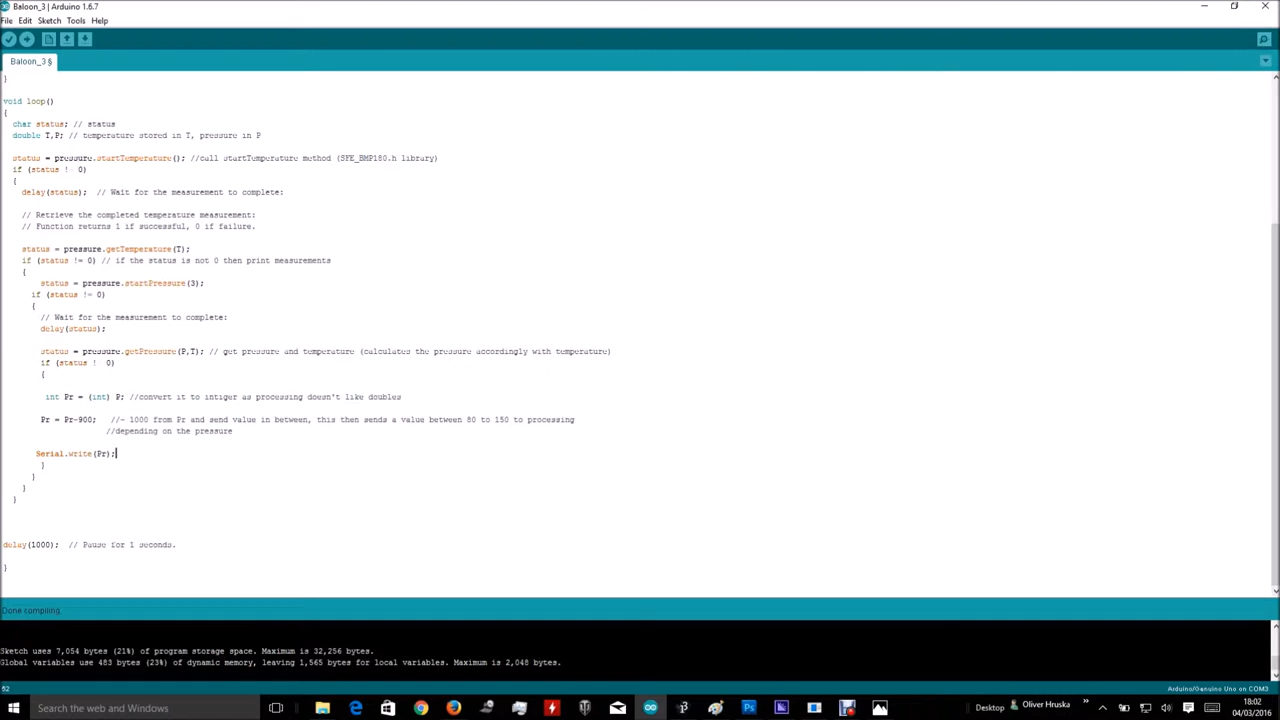 Baloon_3 | Arduino 1.6.7
File Edit Sketch Tools Help
Baloon_3 §
}
void loop()
{
char status; // status
double T,P; // temperature stored in T, pressure in P
status = pressure.startTemperature(); //call startTemperature method (SFE_BMP180.h library)
if (status != 0)
{
delay(status); // Wait for the measurement to complete:
// Retrieve the completed temperature measurement:
// Function returns 1 if successful, 0 if failure.
status = pressure.getTemperature(T);
if (status != 0) // if the status is not 0 then print measurements
{
status = pressure.startPressure(3);
if (status != 0)
{
// Wait for the measurement to complete:
delay(status);
status = pressure.getPressure(P,T); // get pressure and temperature (calculates the pressure accordingly with temperature)
if (status != 0)
{
int Pr = (int) P; //convert it to intiger as processing doesn't like doubles
Pr = Pr-900; //- 1000 from Pr and send value in between, this then sends a value between 80 to 150 to processing
//depending on the pressure
Serial.write(Pr);
}
}
}
}
delay(1000); // Pause for 1 seconds.
}
Done compiling.
Sketch uses 7,054 bytes (21%) of program storage space. Maximum is 32,256 bytes.
Global variables use 483 bytes (23%) of dynamic memory, leaving 1,565 bytes for local variables. Maximum is 2,048 bytes.
52 Arduino/Genuino Uno on COM3
Search the web and Windows Desktop Oliver Hruska 18:02
04/03/2016